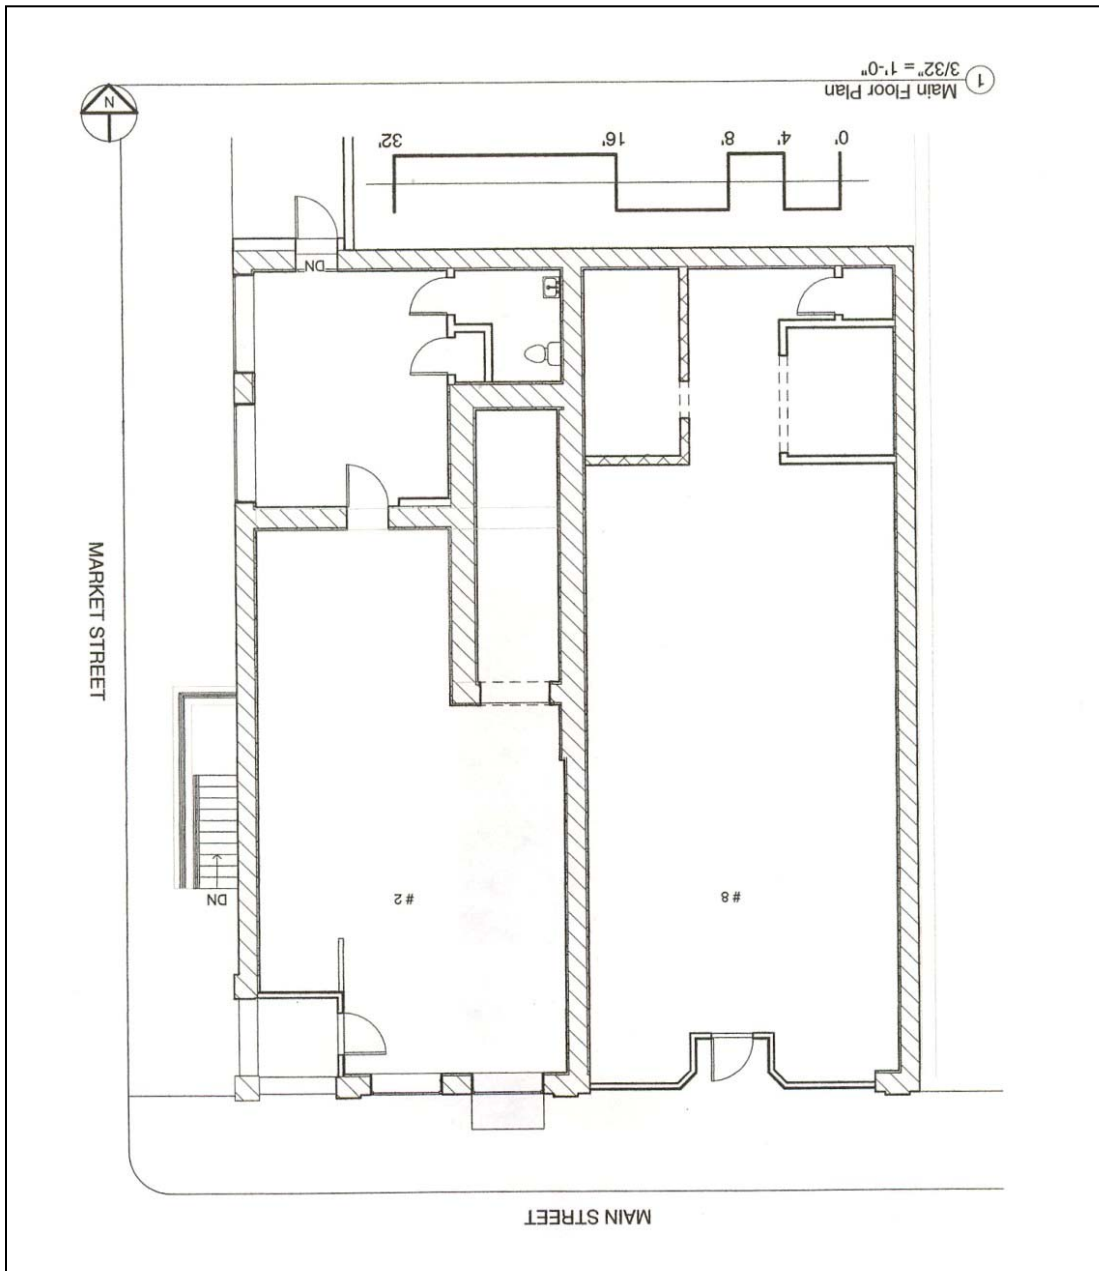 1
Main Floor Plan
3/32" = 1'-0"
N
0' 4' 8' 16' 32'
DN
MARKET STREET
DN
# 2
# 8
MAIN STREET